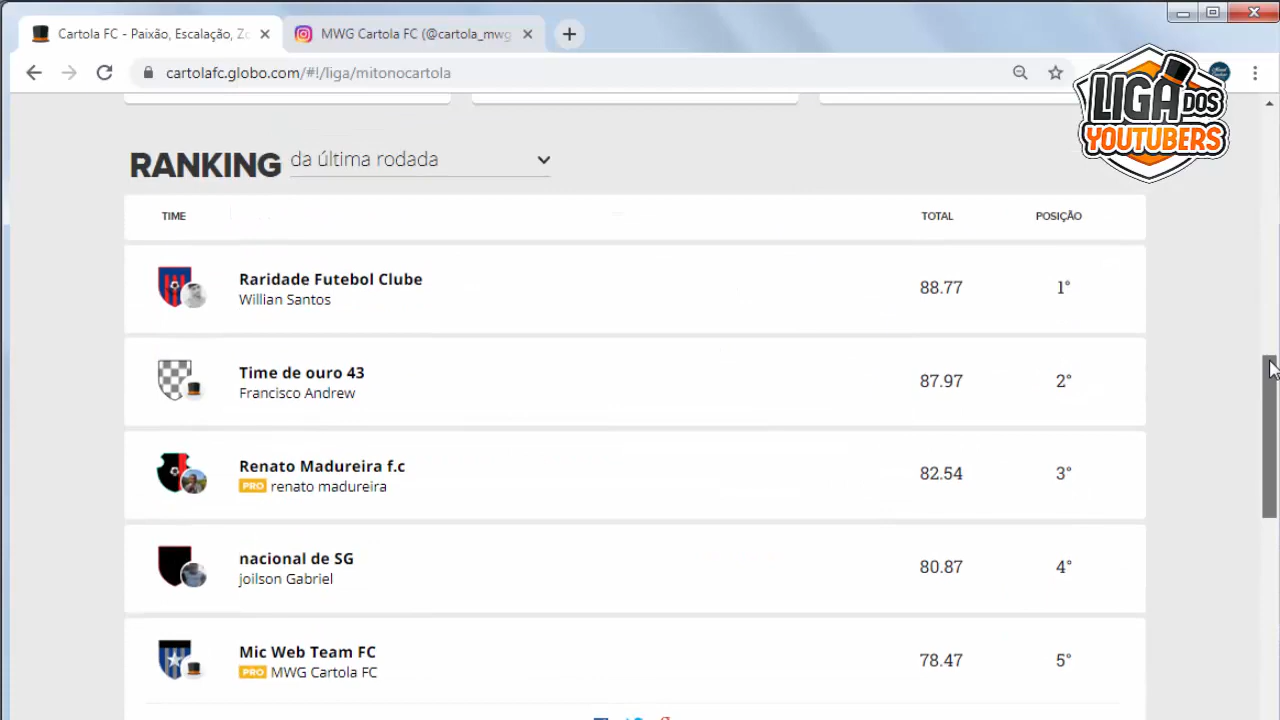 Cartola FC - Paixão, Escalação, Zo
MWG Cartola FC (@cartola_mwg
cartolafc.globo.com/#!/liga/mitonocartola
LIGA DOS
YOUTUBERS
RANKING da última rodada
TIME TOTAL POSIÇÃO
Raridade Futebol Clube
Willian Santos
88.77 1°
Time de ouro 43
Francisco Andrew
87.97 2°
Renato Madureira f.c
PRO renato madureira
82.54 3°
nacional de SG
joilson Gabriel
80.87 4°
Mic Web Team FC
PRO MWG Cartola FC
78.47 5°